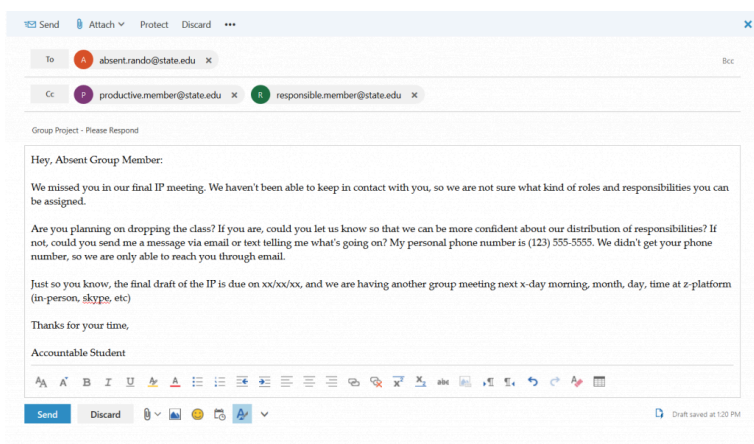 Send Attach Protect Discard •••
To A absent.rando@state.edu × Bcc
Cc P productive.member@state.edu × R responsible.member@state.edu ×
Group Project - Please Respond
Hey, Absent Group Member:
We missed you in our final IP meeting. We haven't been able to keep in contact with you, so we are not sure what kind of roles and responsibilities you can
be assigned.
Are you planning on dropping the class? If you are, could you let us know so that we can be more confident about our distribution of responsibilities? If
not, could you send me a message via email or text telling me what's going on? My personal phone number is (123) 555-5555. We didn't get your phone
number, so we are only able to reach you through email.
Just so you know, the final draft of the IP is due on xx/xx/xx, and we are having another group meeting next x-day morning, month, day, time at z-platform
(in-person, skype, etc)
Thanks for your time,
Accountable Student
AA A B I U A abc
Send Discard Draft saved at 1:20 PM